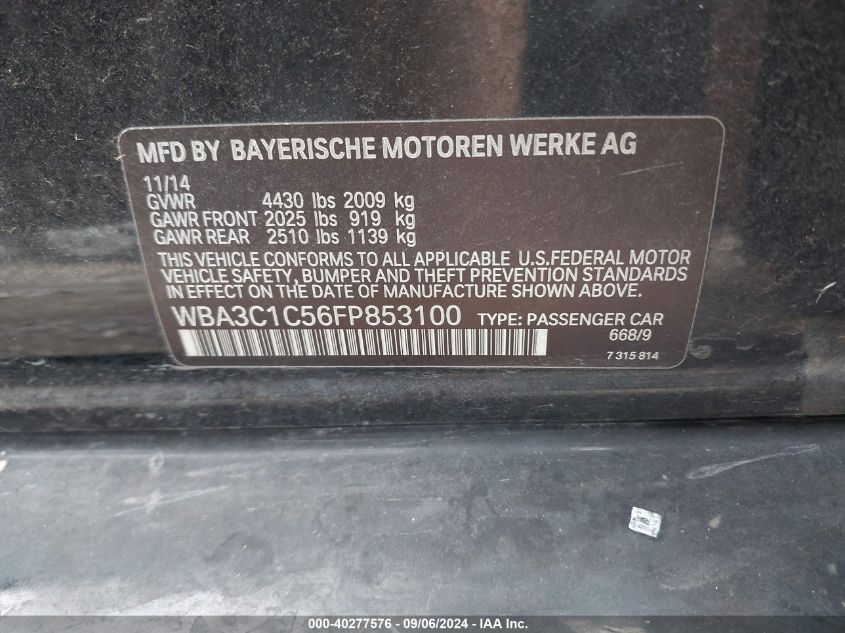 MFD BY BAYERISCHE MOTOREN WERKE AG
11/14
GVWR 4430 lbs 2009 kg
GAWR FRONT 2025 lbs 919 kg
GAWR REAR 2510 lbs 1139 kg
THIS VEHICLE CONFORMS TO ALL APPLICABLE U.S.FEDERAL MOTOR
VEHICLE SAFETY, BUMPER AND THEFT PREVENTION STANDARDS
IN EFFECT ON THE DATE OF MANUFACTURE SHOWN ABOVE.
WBA3C1C56FP853100 TYPE: PASSENGER CAR
668/9
7 315 814
000-40277576 - 09/06/2024 - IAA Inc.